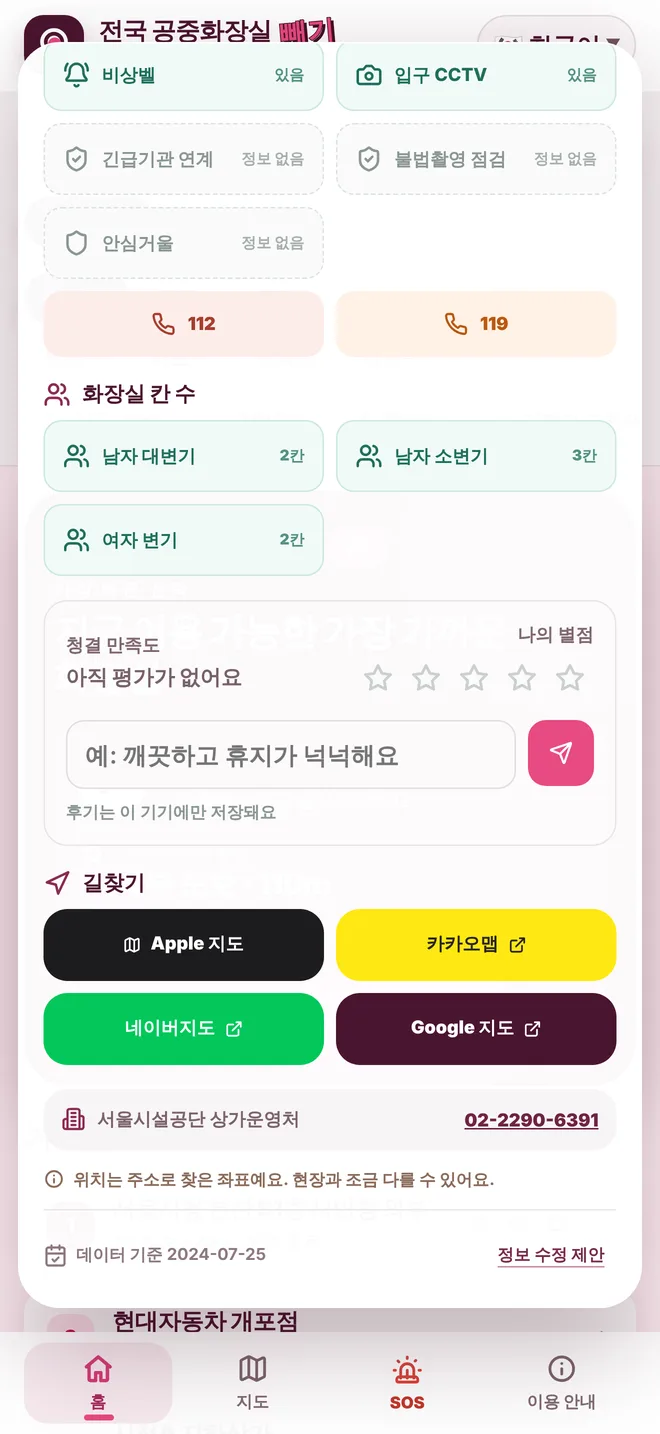 전국 공중화장실 빼기
한국어
비상벨 있음
입구 CCTV 있음
긴급기관 연계 정보 없음
불법촬영 점검 정보 없음
안심거울 정보 없음
112
119
화장실 칸 수
남자 대변기 2칸
남자 소변기 3칸
여자 변기 2칸
청결 만족도
나의 별점
아직 평가가 없어요
예: 깨끗하고 휴지가 넉넉해요
후기는 이 기기에만 저장돼요
길찾기
Apple 지도
카카오맵
네이버지도
Google 지도
서울시설공단 상가운영처 02-2290-6391
위치는 주소로 찾은 좌표예요. 현장과 조금 다를 수 있어요.
데이터 기준 2024-07-25
정보 수정 제안
현대자동차 개포점
홈
지도
SOS
이용 안내